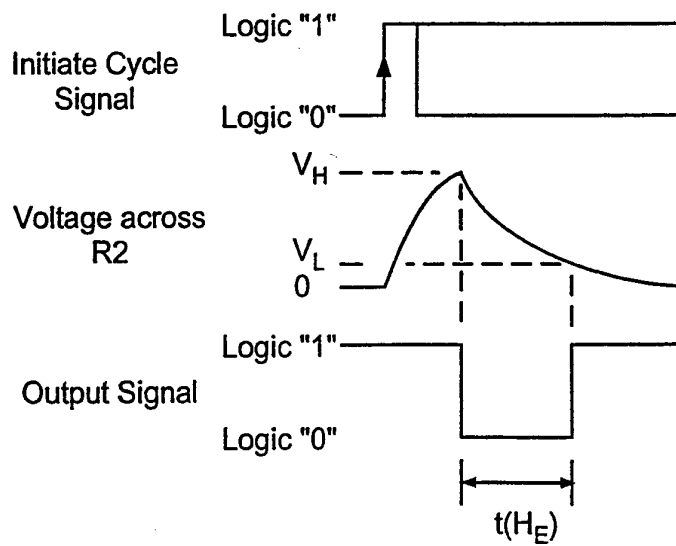 Logic "1"
Initiate Cycle
Signal
Logic "0"
V_H
Voltage across
R2
V_L
0
Logic "1"
Output Signal
Logic "0"
t(H_E)